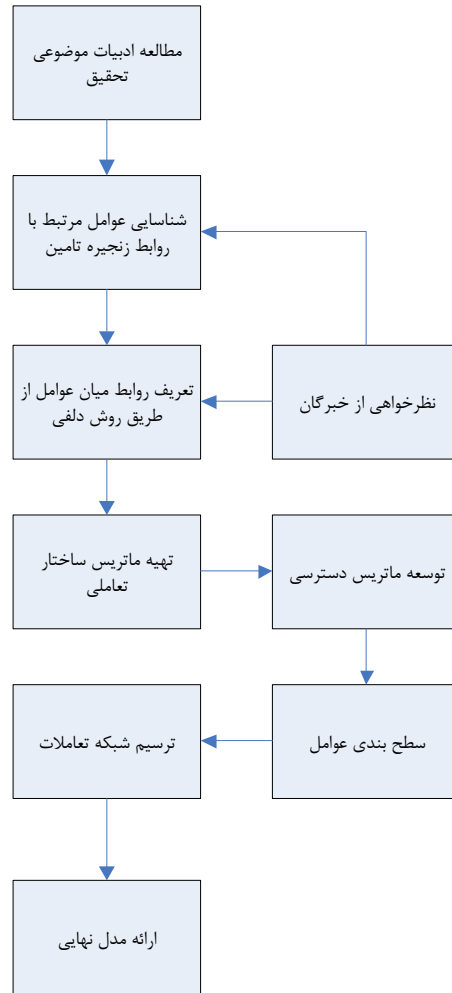 مطالعه ادبیات موضوعی
تحقیق
شناسایی عوامل مرتبط با
روابط زنجیره تامین
تعریف روابط میان عوامل از
طریق روش دلفی
نظرخواهی از خبرگان
تهیه ماتریس ساختار
تعاملی
توسعه ماتریس دسترسی
سطح بندی عوامل
ترسیم شبکه تعاملات
ارائه مدل نهایی